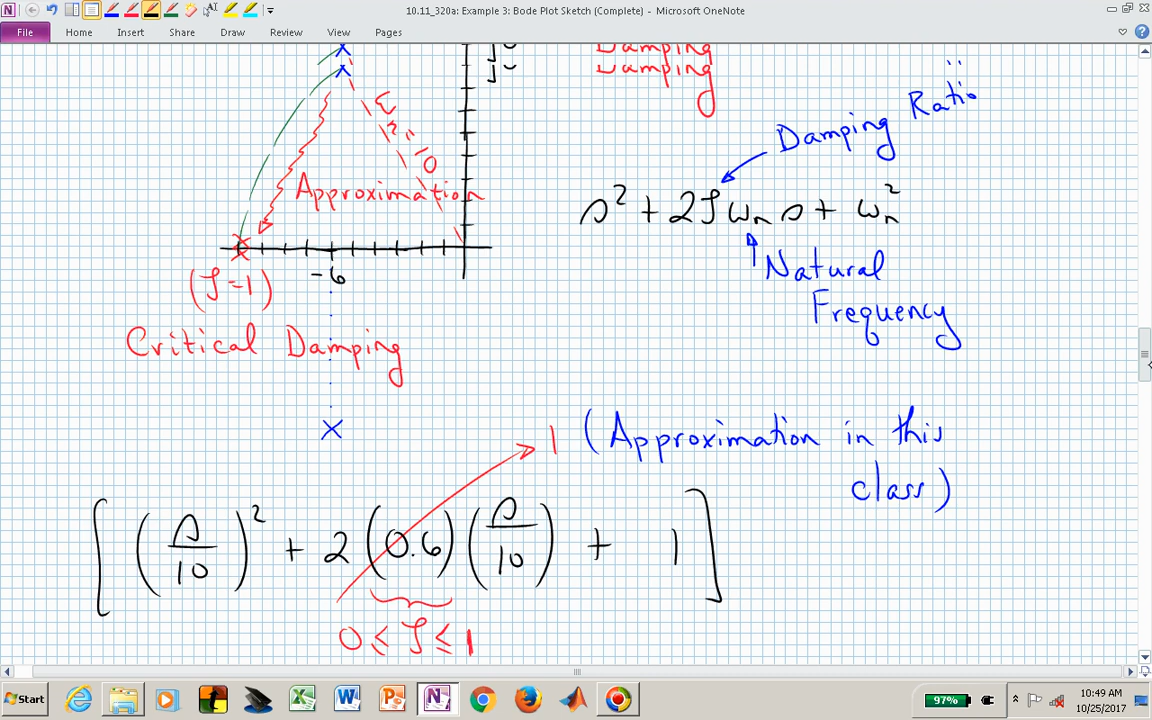 10.11_320a: Example 3: Bode Plot Sketch (Complete) - Microsoft OneNote
File Home Insert Share Draw Review View Pages
Damping
Damping
ζ = 0
Damping Ratio
Approximation
s² + 2ζωₙs + ωₙ²
-6
(ζ=1)
Natural
Frequency
Critical Damping
1
(Approximation in this
class)
[(s/10)² + 2(0.6)(s/10) + 1]
0 ≤ ζ ≤ 1
Start
97%
10:49 AM
10/25/2017